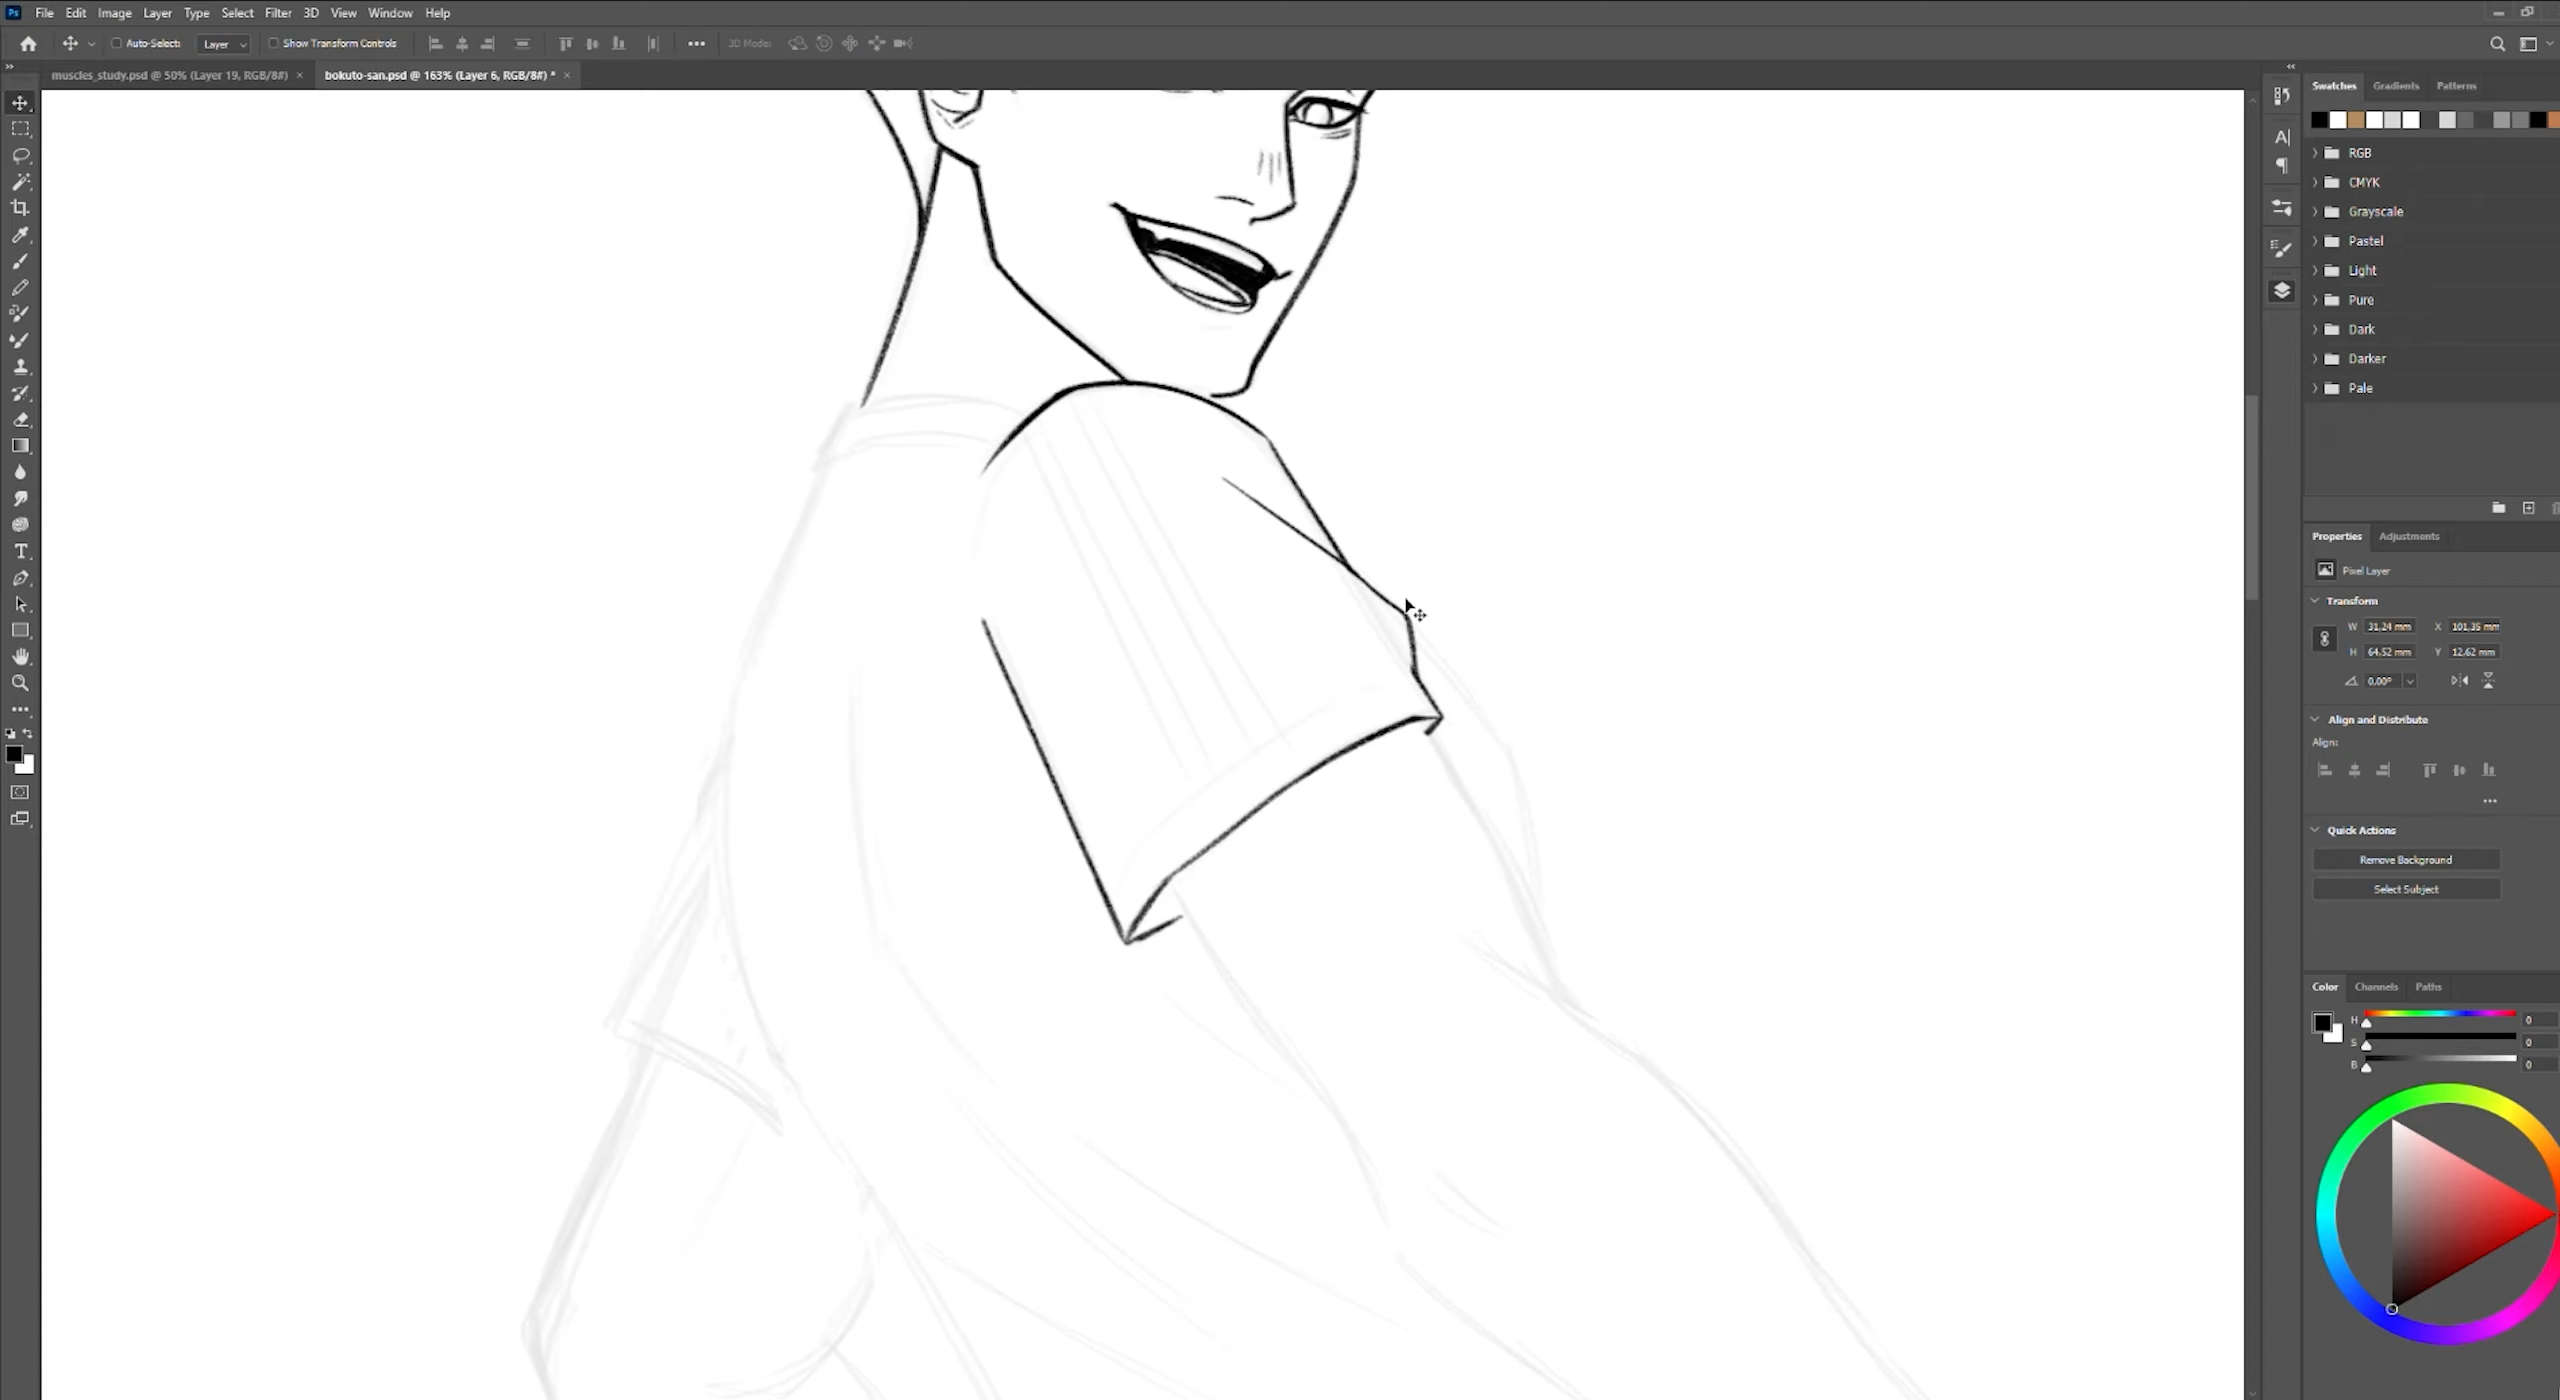 Ps File Edit Image Layer Type Select Filter 3D View Window Help
Auto-Select: Layer Show Transform Controls ••• 3D Mode:
muscles_study.psd @ 50% (Layer 19, RGB/8#) × bokuto-san.psd @ 163% (Layer 6, RGB/8#) * ×
Swatches Gradients Patterns
RGB
CMYK
Grayscale
Pastel
Light
Pure
Dark
Darker
Pale
Properties Adjustments
Pixel Layer
Transform
W 31,24 mm X 101,35 mm
H 64,52 mm Y 12,62 mm
0,00°
Align and Distribute
Align:
Quick Actions
Remove Background
Select Subject
Color Channels Paths
H 0
S 0
B 0